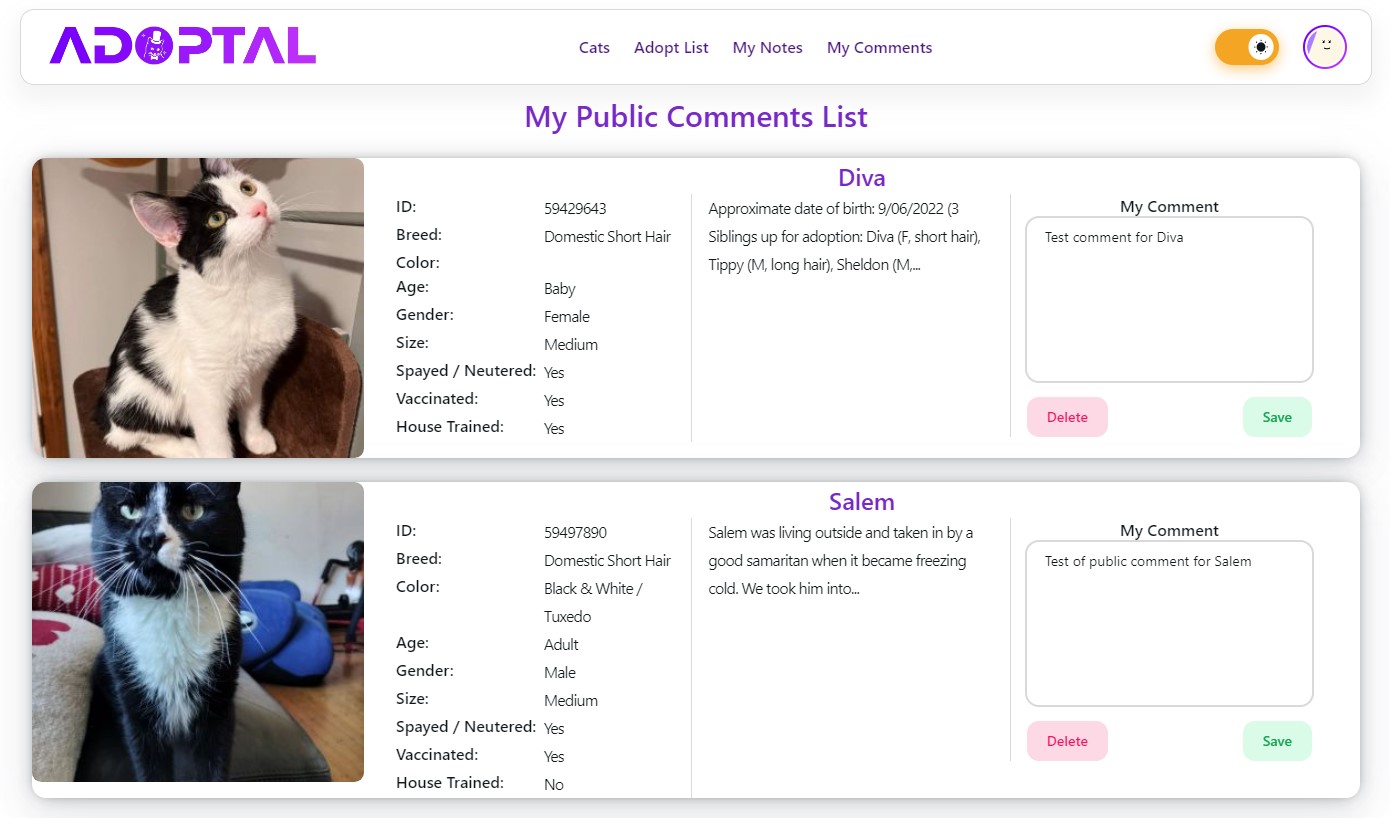 ADOPTAL
Cats Adopt List My Notes My Comments
My Public Comments List
Diva
ID: 59429643
Breed: Domestic Short Hair
Color:
Age: Baby
Gender: Female
Size: Medium
Spayed / Neutered: Yes
Vaccinated: Yes
House Trained: Yes
Approximate date of birth: 9/06/2022 (3
Siblings up for adoption: Diva (F, short hair),
Tippy (M, long hair), Sheldon (M,...
My Comment
Test comment for Diva
Delete Save
Salem
ID: 59497890
Breed: Domestic Short Hair
Color: Black & White /
Tuxedo
Age: Adult
Gender: Male
Size: Medium
Spayed / Neutered: Yes
Vaccinated: Yes
House Trained: No
Salem was living outside and taken in by a
good samaritan when it became freezing
cold. We took him into...
My Comment
Test of public comment for Salem
Delete Save